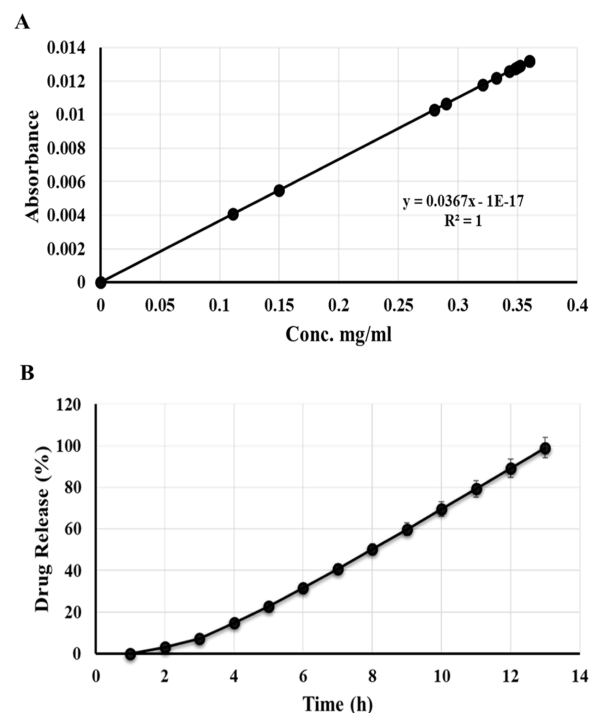 A
0.014
0.012
0.01
0.008
0.006
0.004
0.002
0
Absorbance
y = 0.0367x - 1E-17
R² = 1
0 0.05 0.1 0.15 0.2 0.25 0.3 0.35 0.4
Conc. mg/ml
B
120
100
80
60
40
20
0
Drug Release (%)
0 2 4 6 8 10 12 14
Time (h)